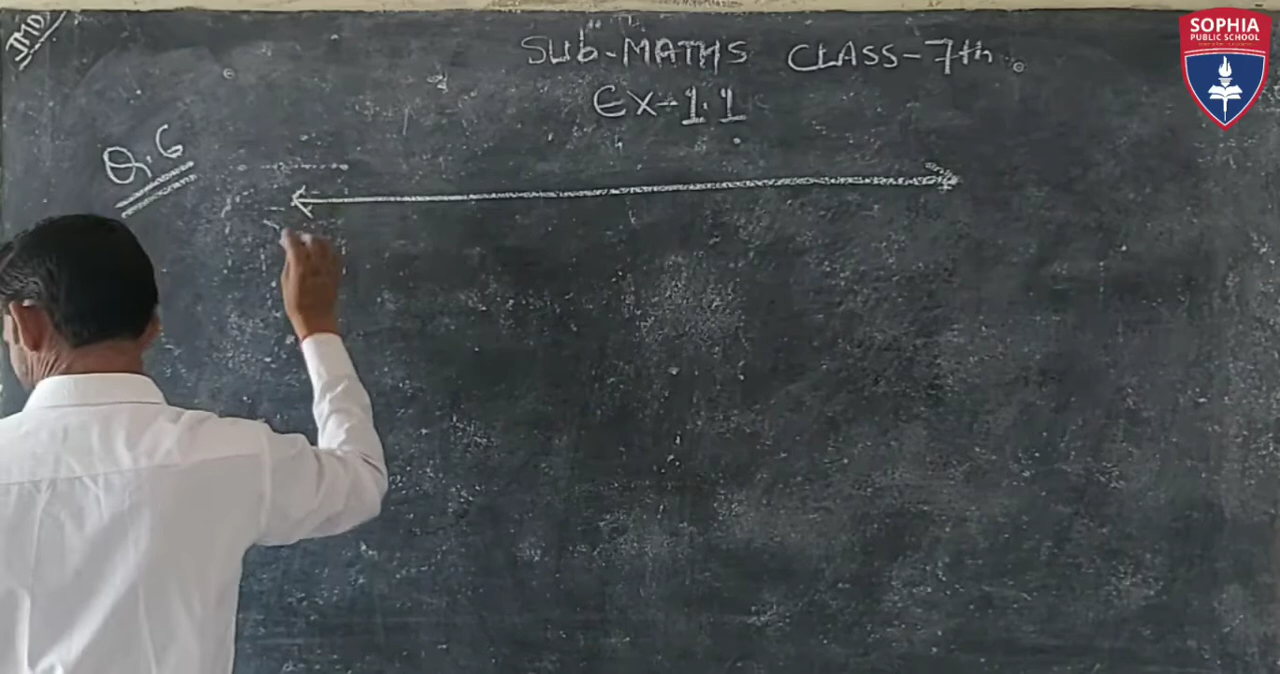 JMD
SUb-MATHS CLASS-7th.
Ex-1.1
Q.6
SOPHIA
PUBLIC SCHOOL